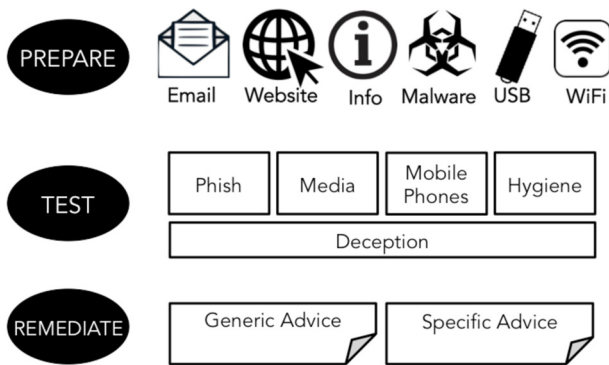 PREPARE
Email Website Info Malware USB WiFi
TEST
Phish
Media
Mobile
Phones
Hygiene
Deception
REMEDIATE
Generic Advice
Specific Advice